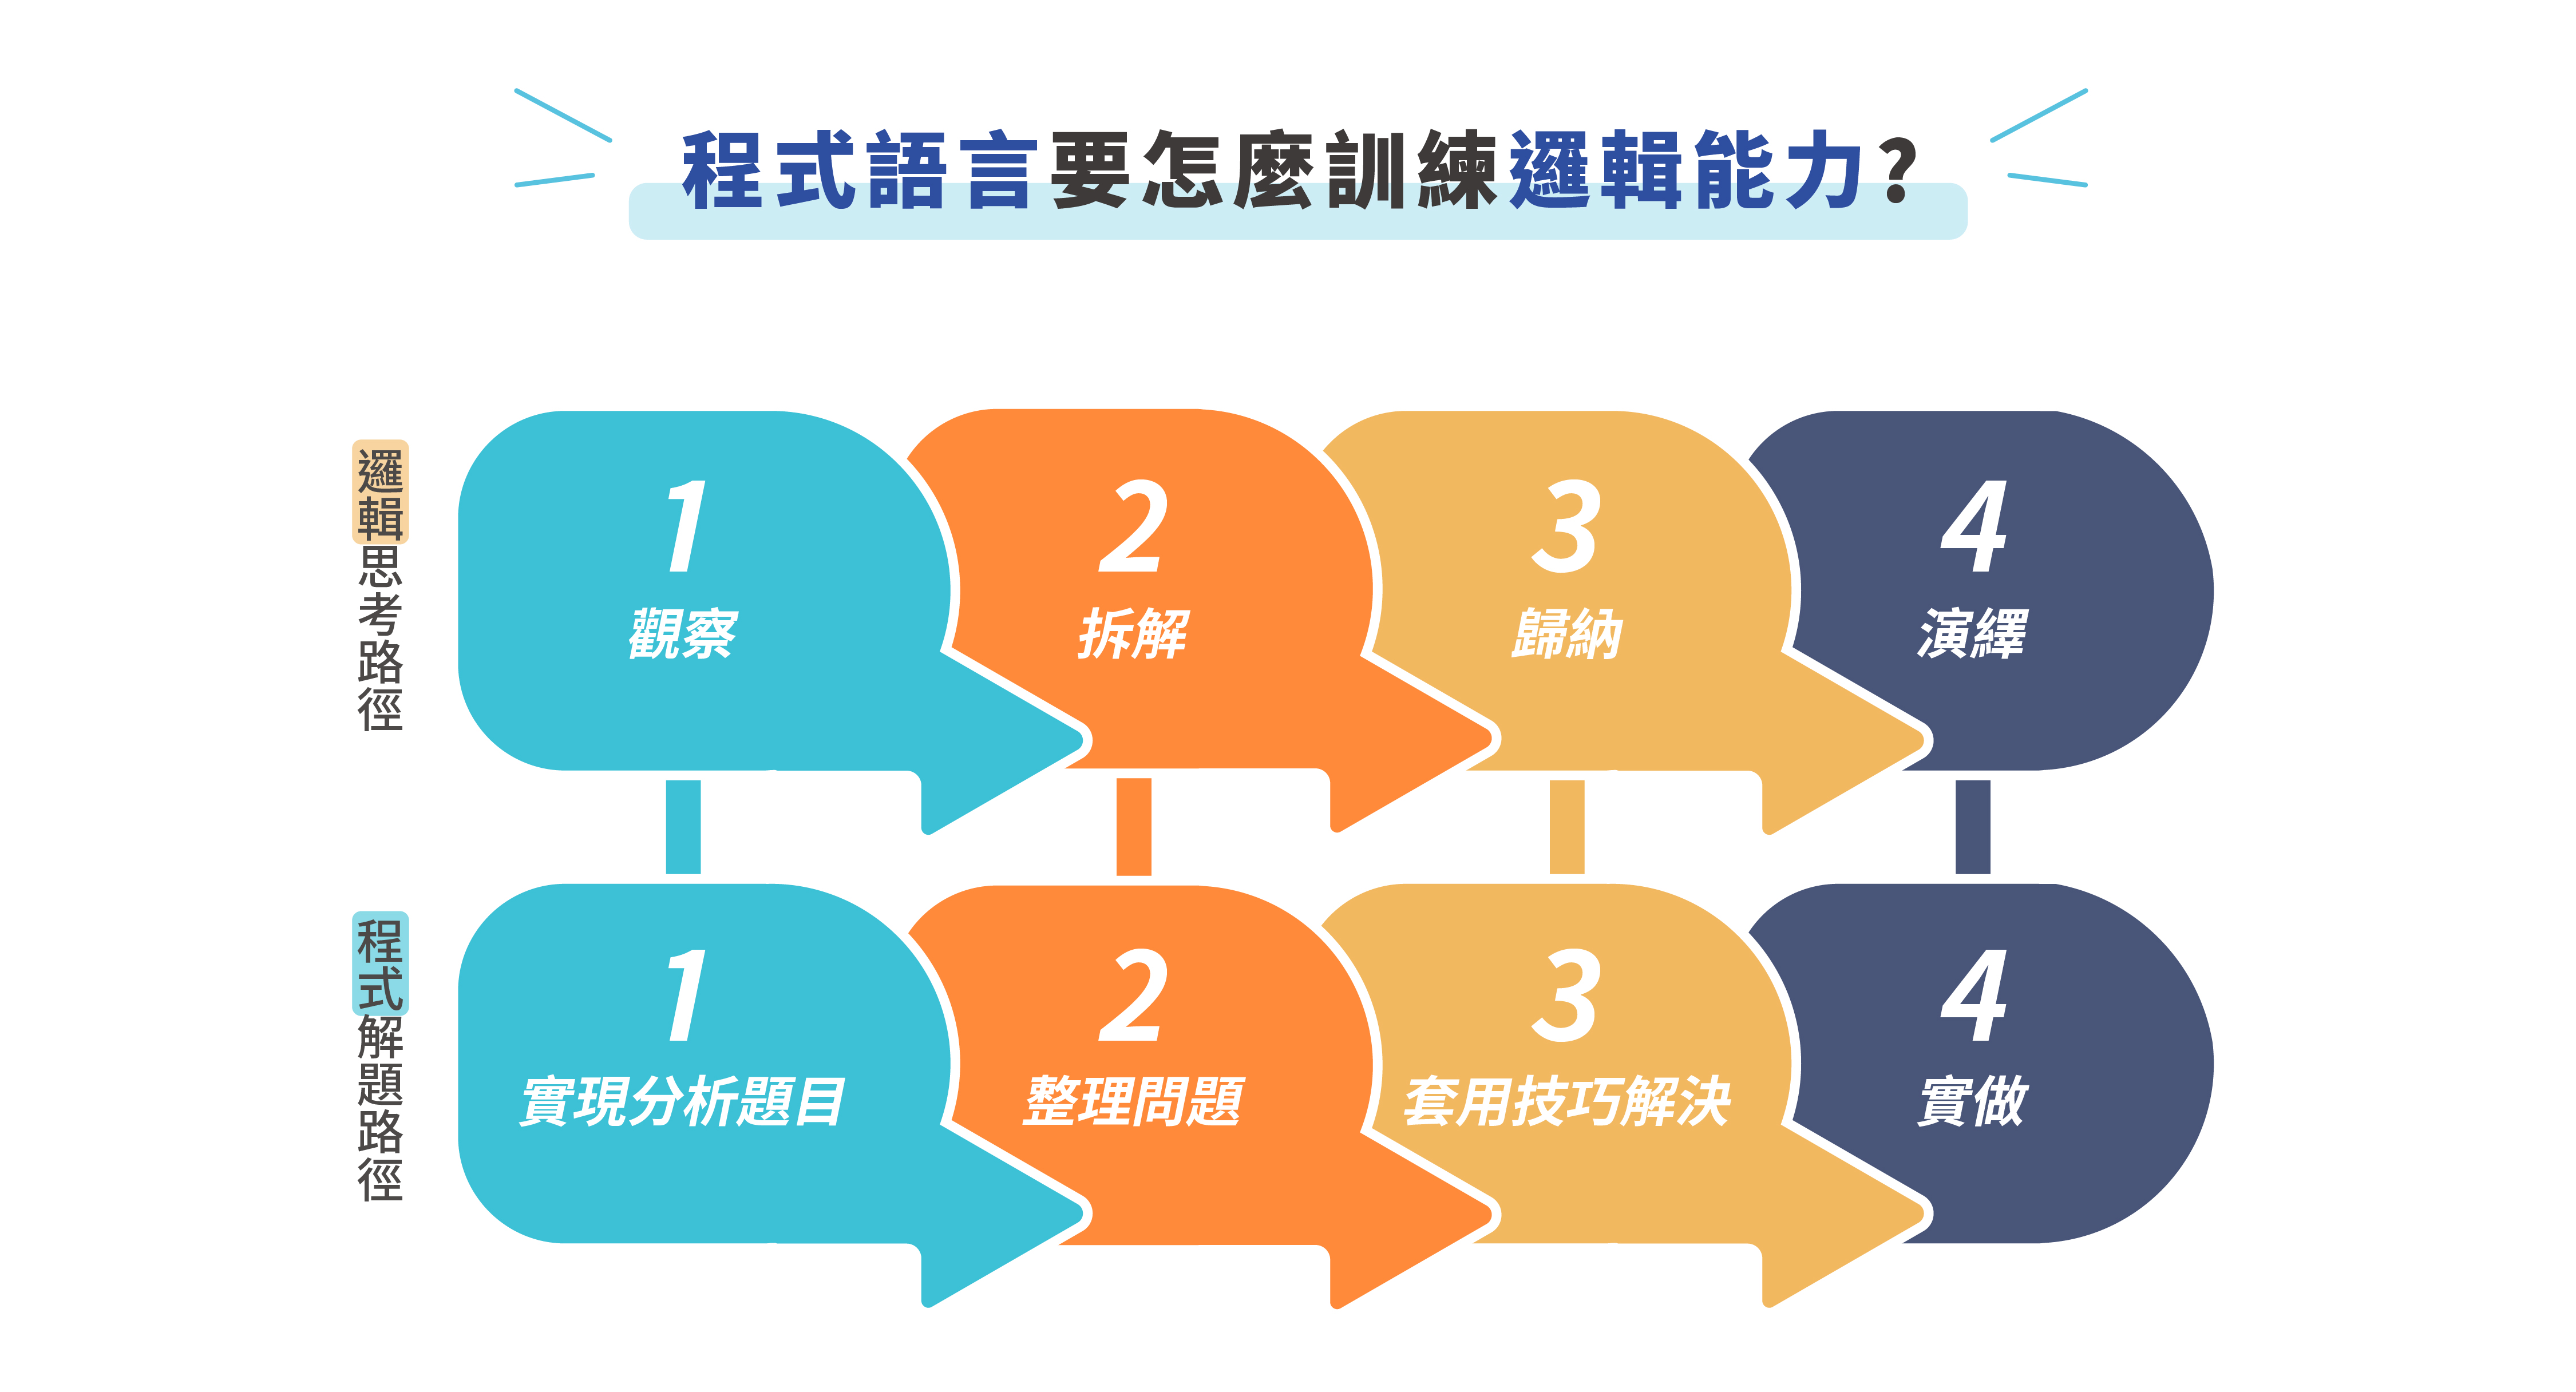 程式語言要怎麼訓練邏輯能力?
邏輯思考路徑
1
觀察
2
拆解
3
歸納
4
演繹
程式解題路徑
1
實現分析題目
2
整理問題
3
套用技巧解決
4
實做